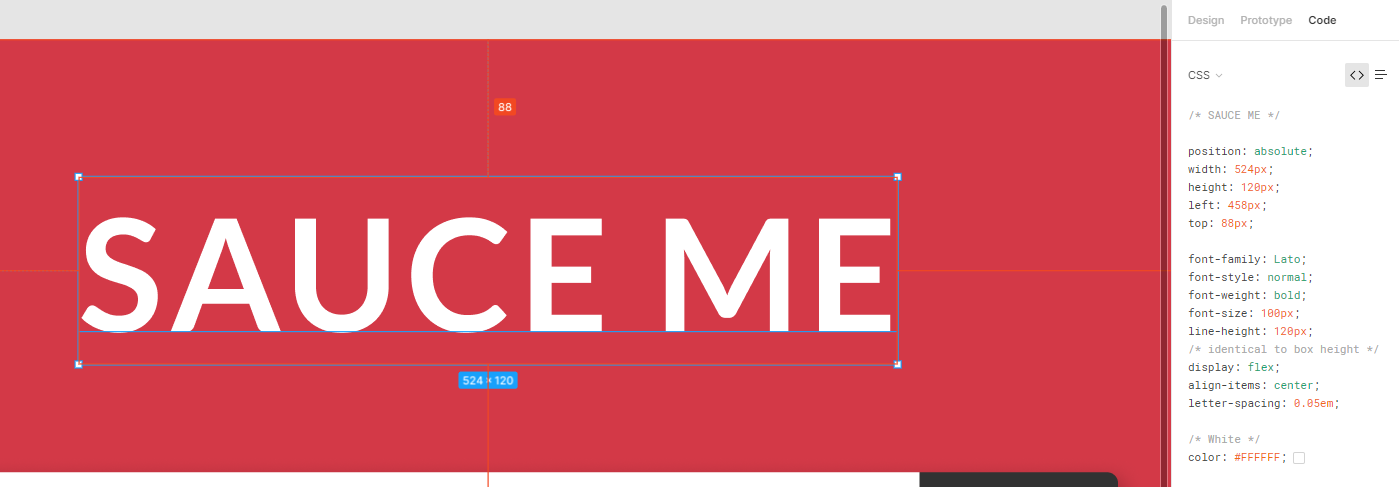 Design Prototype Code
CSS
88
SAUCE ME
524 × 120
/* SAUCE ME */
position: absolute;
width: 524px;
height: 120px;
left: 458px;
top: 88px;
font-family: Lato;
font-style: normal;
font-weight: bold;
font-size: 100px;
line-height: 120px;
/* identical to box height */
display: flex;
align-items: center;
letter-spacing: 0.05em;
/* White */
color: #FFFFFF;